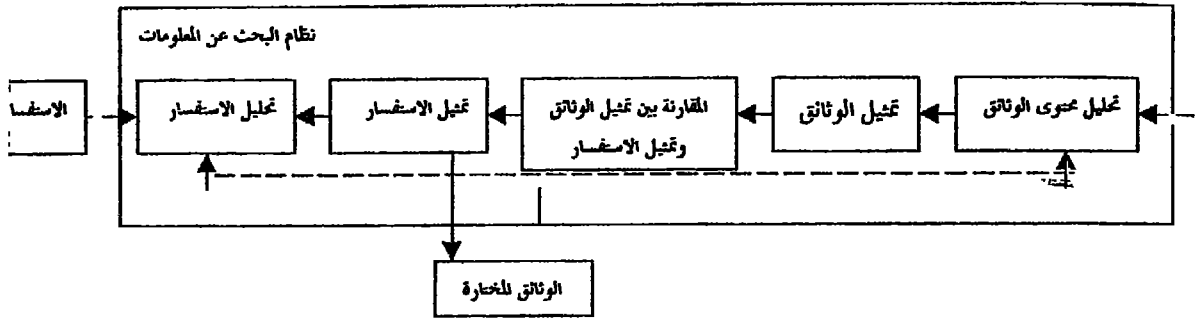 نظام البحث عن المعلومات
تحليل محتوى الوثائق
تمثيل الوثائق
المقارنة بين تمثيل الوثائق
وتمثيل الاستفسار
تمثيل الاستفسار
تحليل الاستفسار
الاستفسا
الوثائق المختارة